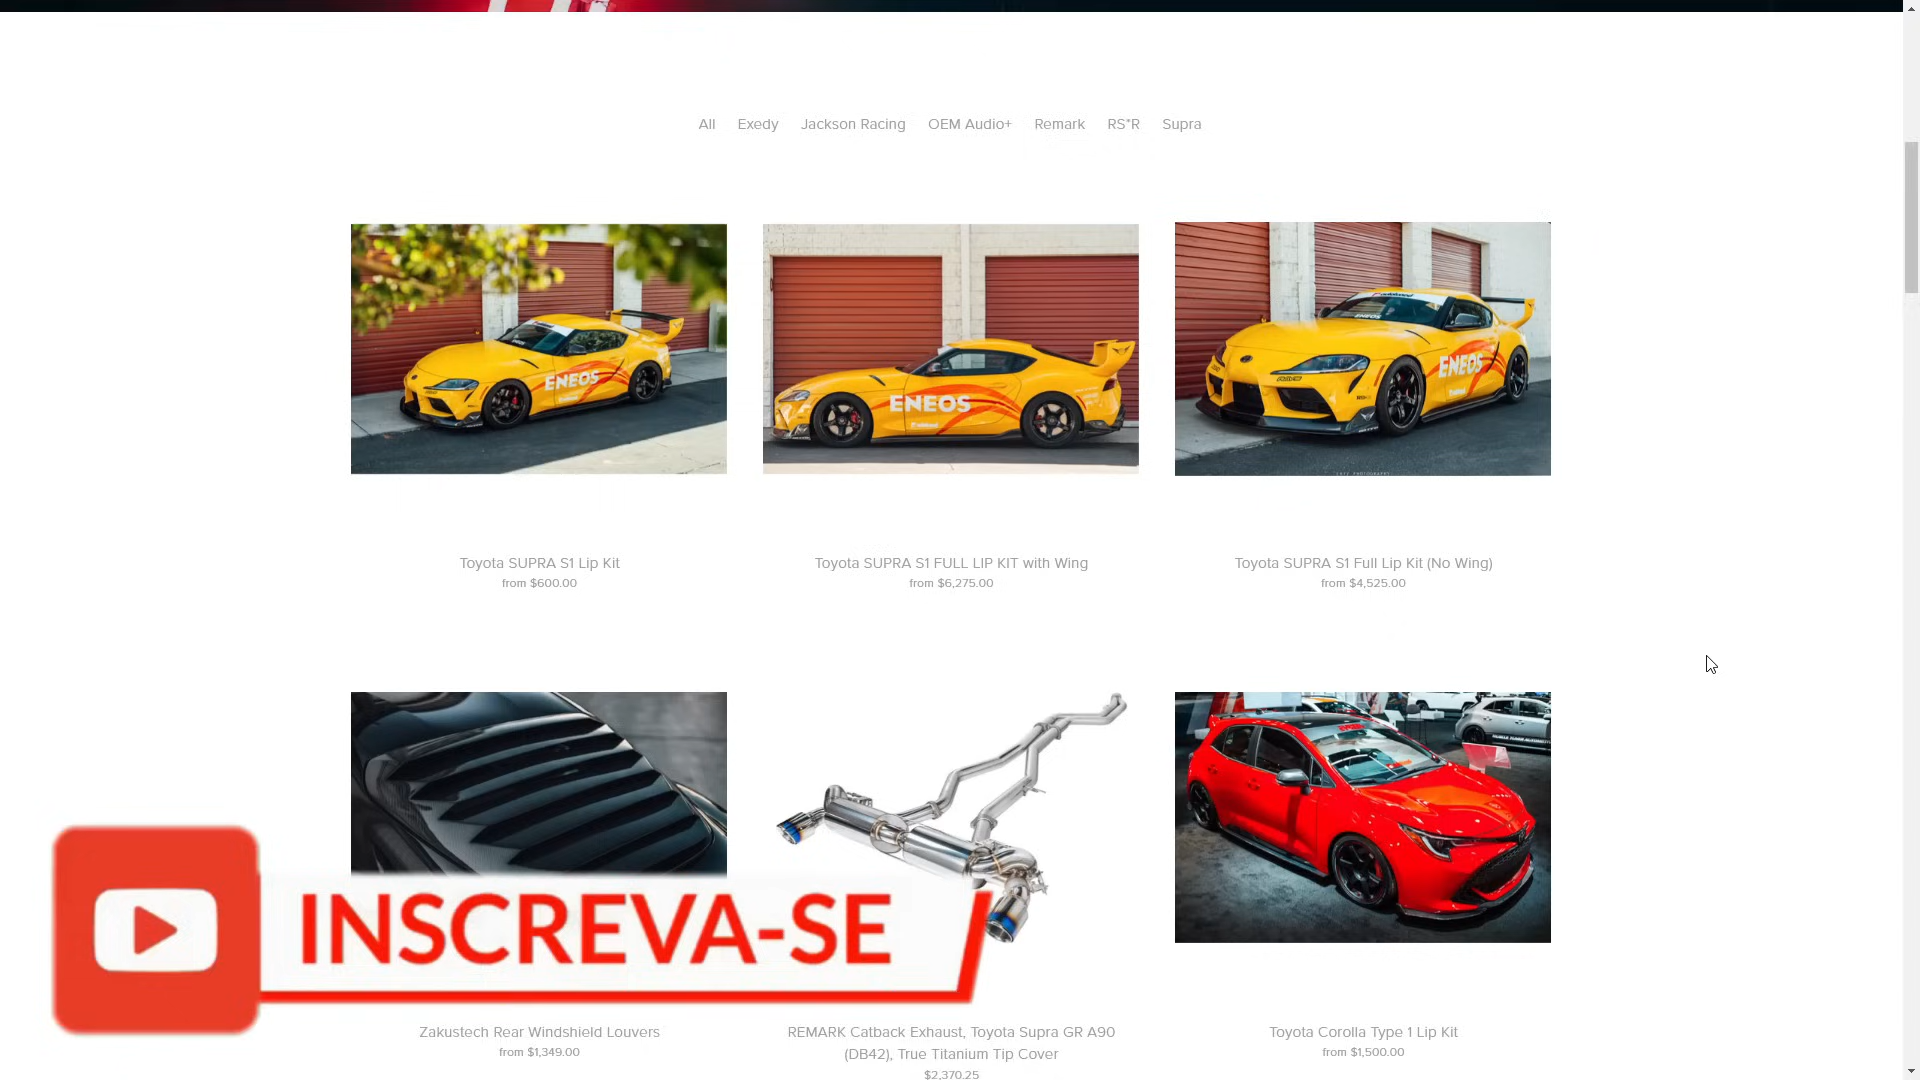 All Exedy Jackson Racing OEM Audio+ Remark RS*R Supra
ENEOS
ENEOS
ENEOS
Toyota SUPRA S1 Lip Kit
from $600.00
Toyota SUPRA S1 FULL LIP KIT with Wing
from $6,275.00
Toyota SUPRA S1 Full Lip Kit (No Wing)
from $4,525.00
INSCREVA-SE
Zakustech Rear Windshield Louvers
from $1,349.00
REMARK Catback Exhaust, Toyota Supra GR A90
(DB42), True Titanium Tip Cover
$2,370.25
Toyota Corolla Type 1 Lip Kit
from $1,500.00